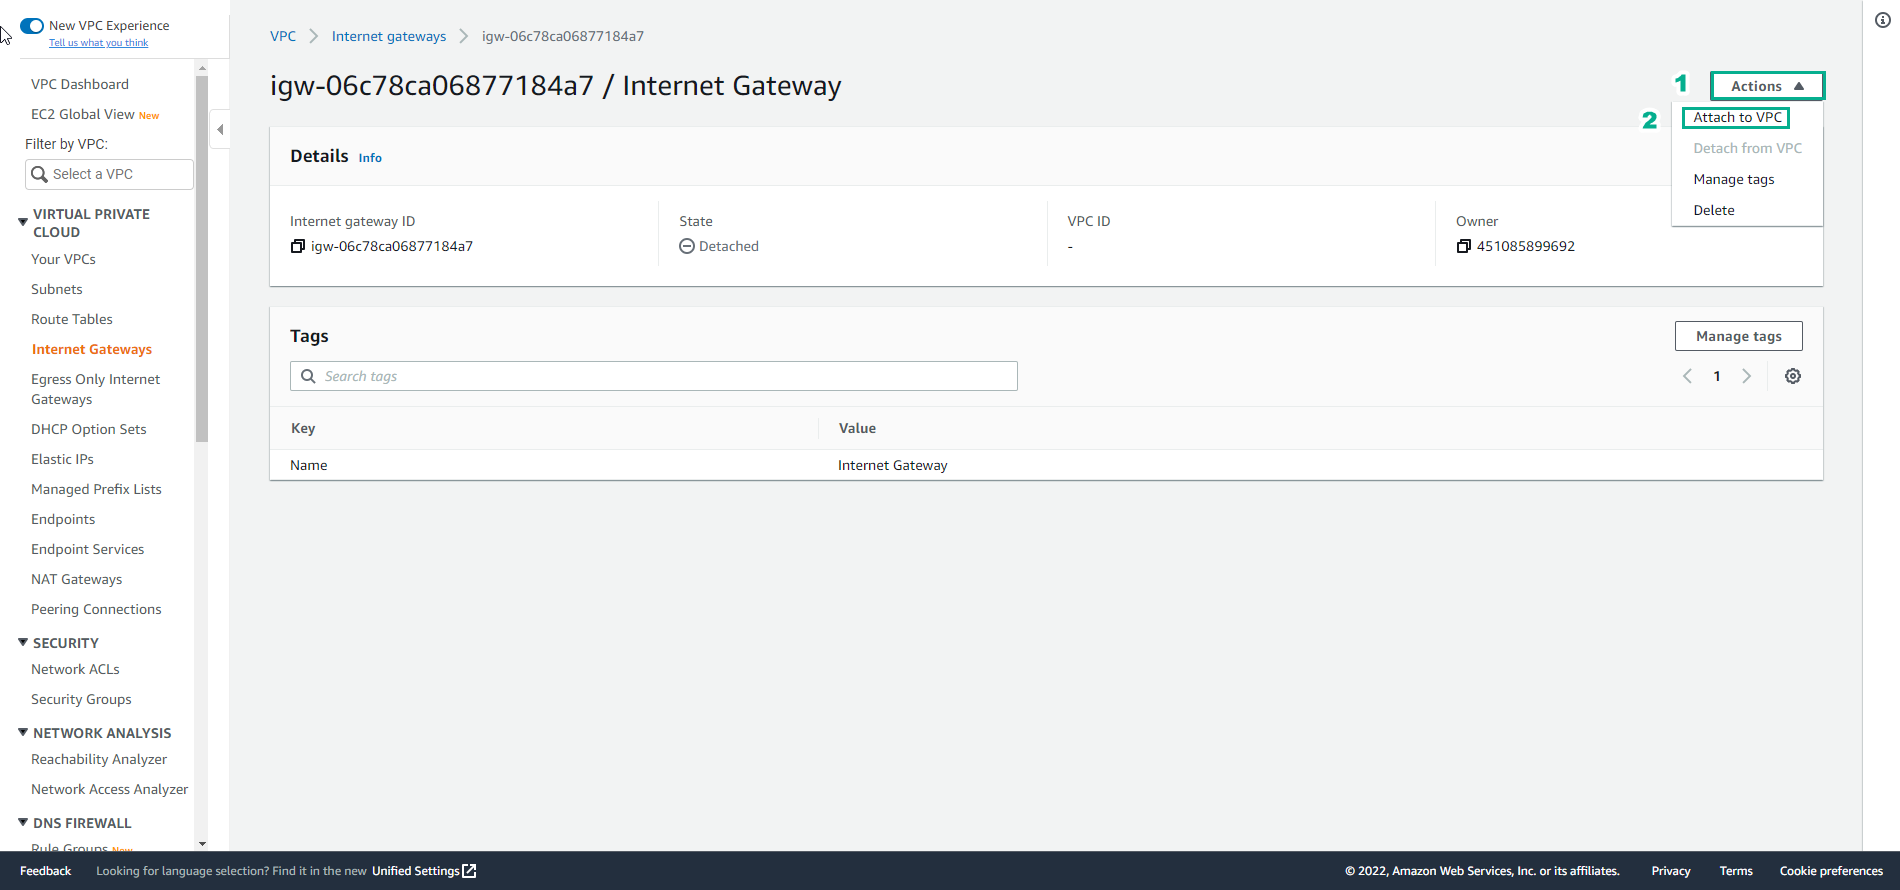 New VPC Experience
Tell us what you think
VPC Dashboard
EC2 Global View New
Filter by VPC:
Select a VPC
VIRTUAL PRIVATE
CLOUD
Your VPCs
Subnets
Route Tables
Internet Gateways
Egress Only Internet
Gateways
DHCP Option Sets
Elastic IPs
Managed Prefix Lists
Endpoints
Endpoint Services
NAT Gateways
Peering Connections
SECURITY
Network ACLs
Security Groups
NETWORK ANALYSIS
Reachability Analyzer
Network Access Analyzer
DNS FIREWALL
Rule Groups New
VPC > Internet gateways > igw-06c78ca06877184a7
igw-06c78ca06877184a7 / Internet Gateway
1 Actions
2 Attach to VPC
Detach from VPC
Manage tags
Delete
Details Info
Internet gateway ID
igw-06c78ca06877184a7
State
Detached
VPC ID
-
Owner
451085899692
Tags
Manage tags
Search tags
1
Key Value
Name Internet Gateway
Feedback Looking for language selection? Find it in the new Unified Settings
© 2022, Amazon Web Services, Inc. or its affiliates. Privacy Terms Cookie preferences